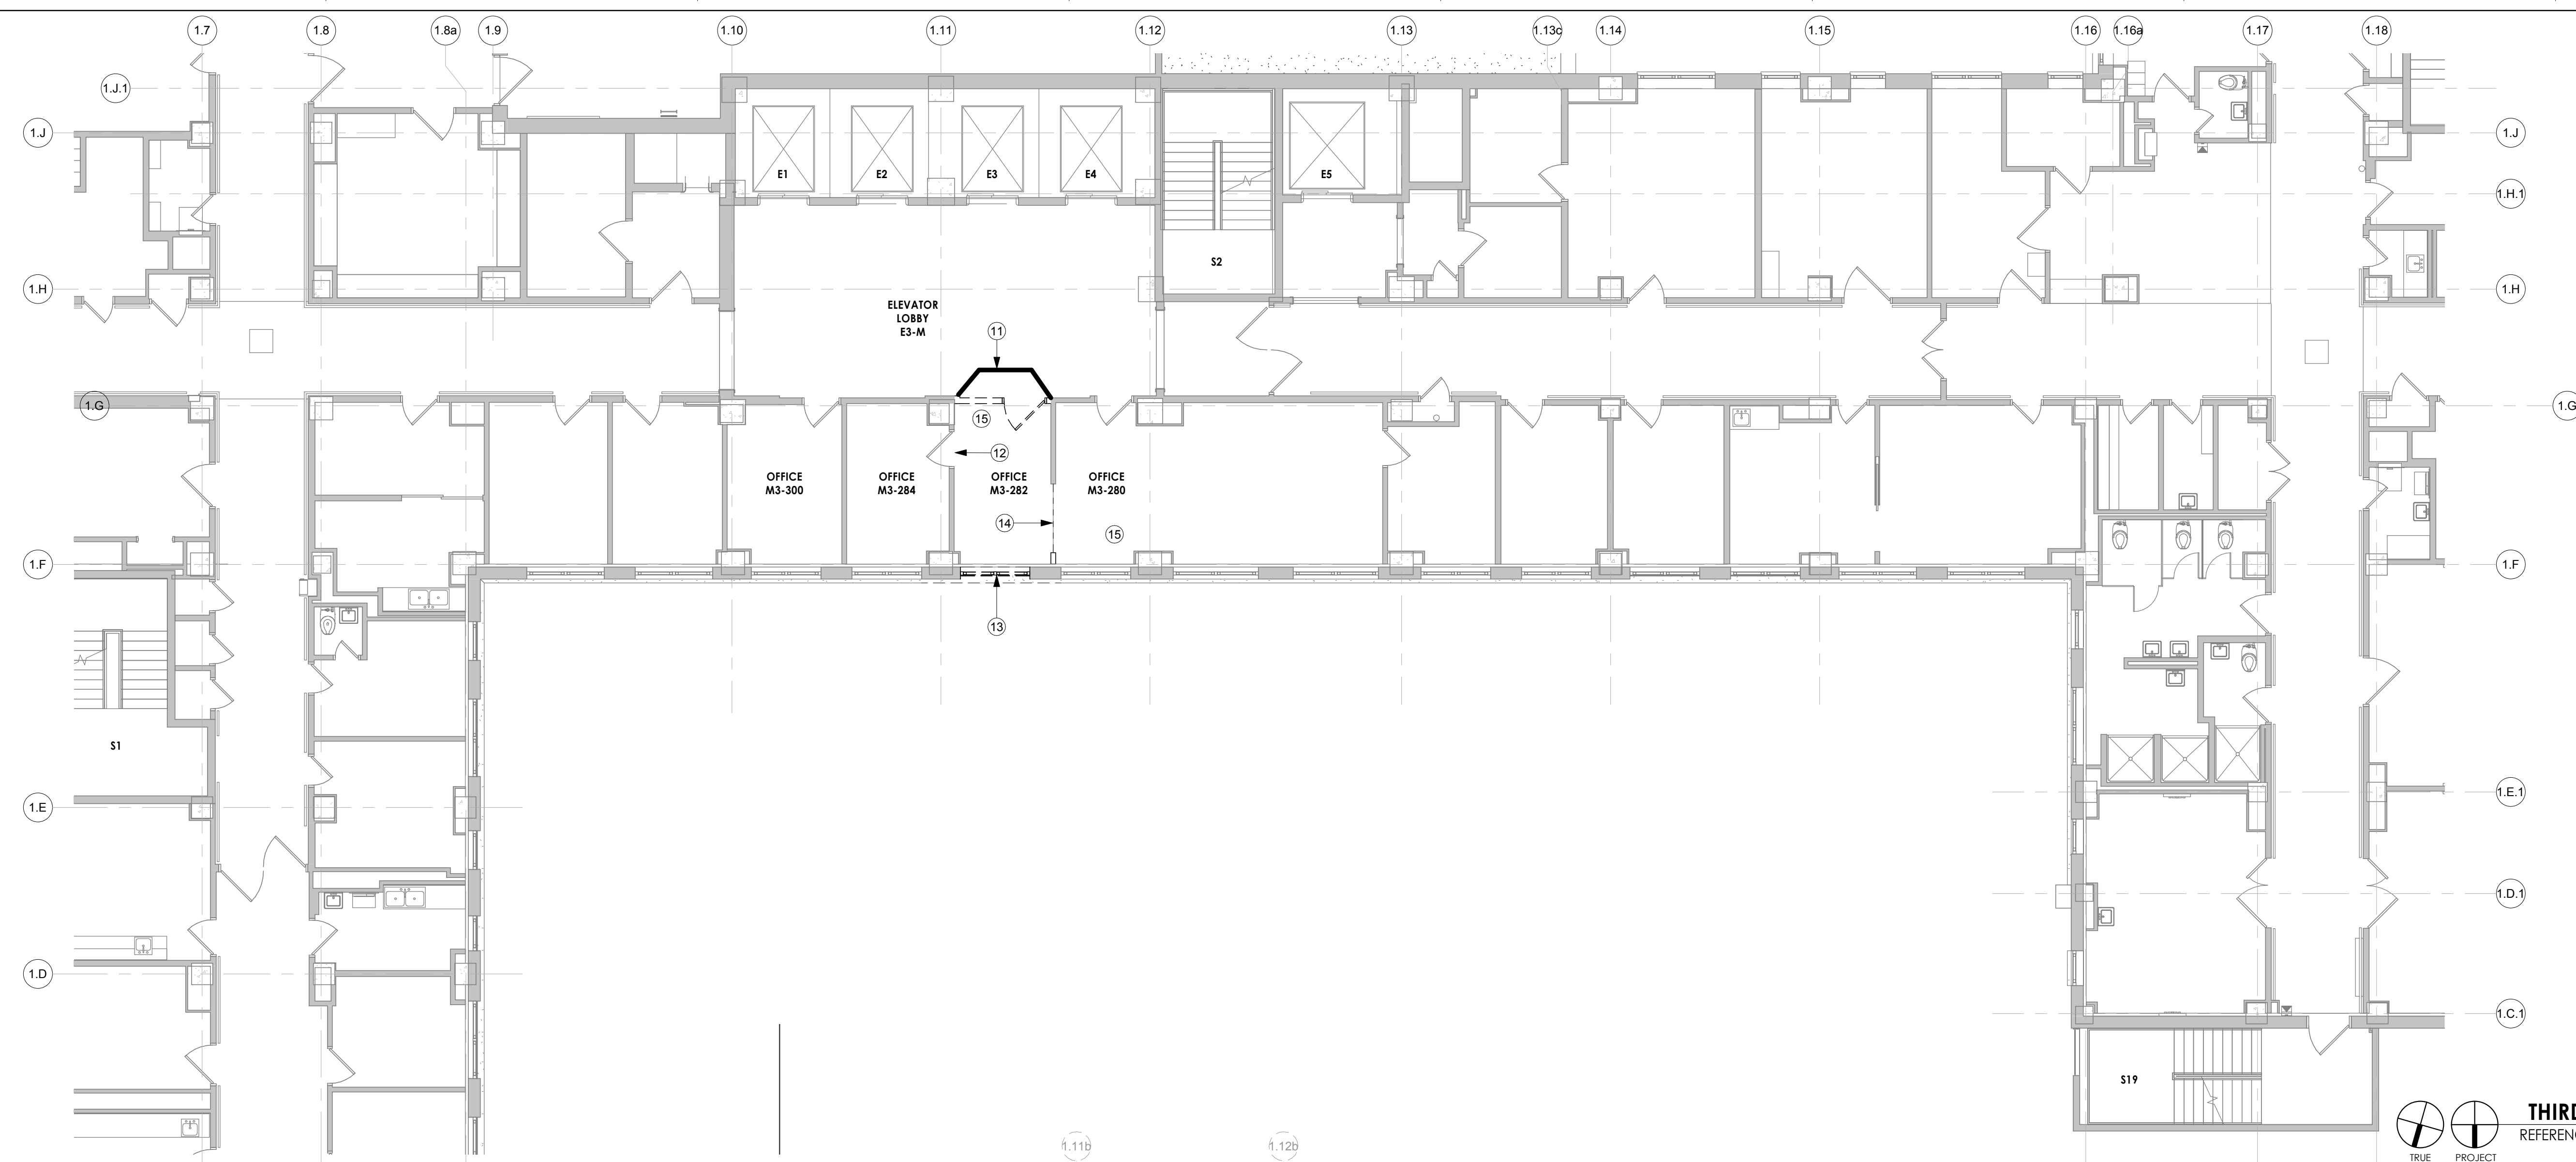 1.7
1.8
1.8a
1.9
1.10
1.11
1.12
1.13
1.13c
1.14
1.15
1.16
1.16a
1.17
1.18
1.J.1
1.J
1.J
E1
E2
E3
E4
E5
1.H.1
S2
1.H
1.H
ELEVATOR
LOBBY
E3-M
11
1.G
1.G
15
12
OFFICE
M3-300
OFFICE
M3-284
OFFICE
M3-282
OFFICE
M3-280
14
15
1.F
1.F
13
S1
1.E
1.E.1
1.D.1
1.D
1.C.1
S19
1.11b
1.12b
TRUE
PROJECT
THIRD
REFEREN